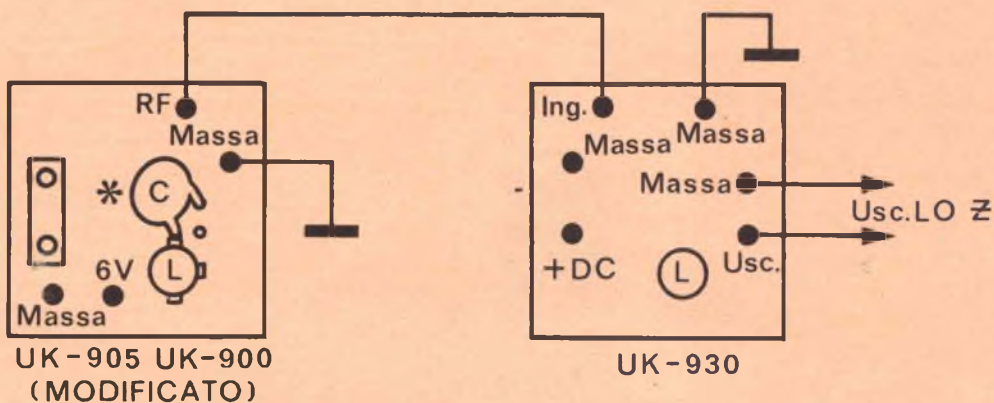 RF
Massa
* C
6V L
Massa
UK-905 UK-900
(MODIFICATO)
Ing.
Massa Massa
Massa
Usc. LO Z
+DC L Usc.
UK-930